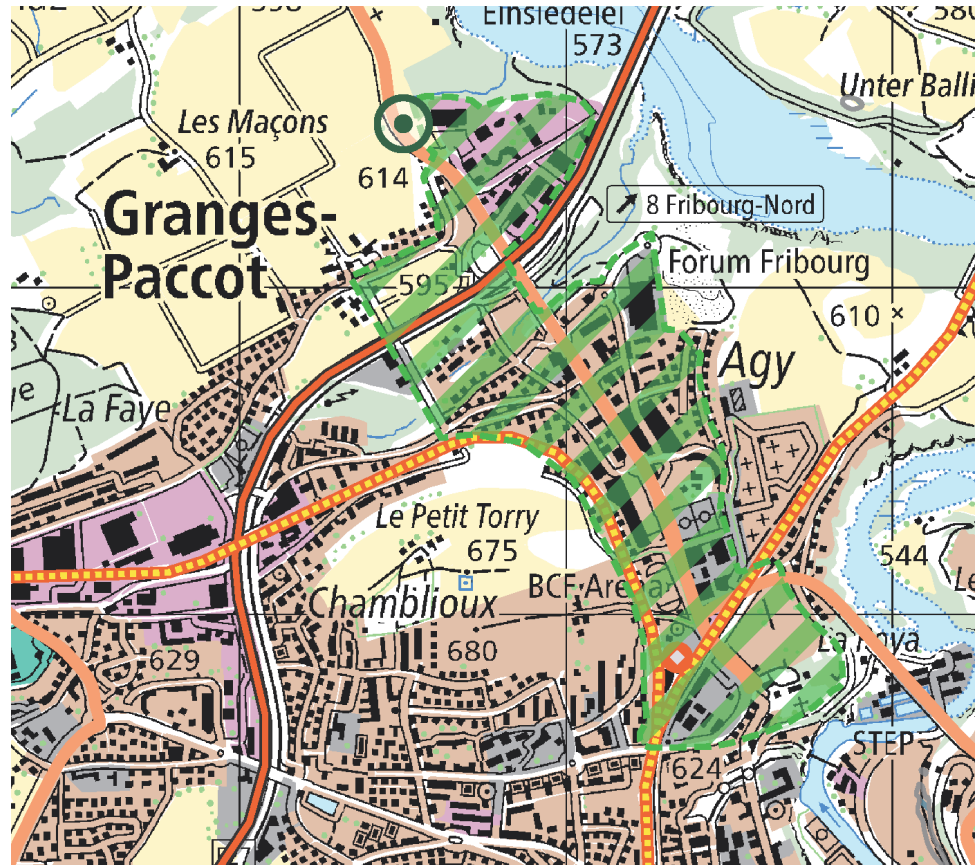 Einsiedelei
573
580
Unter Balli
Les Maçons
615
614
8 Fribourg-Nord
Granges-
Paccot
595
Forum Fribourg
610
Agy
La Faye
Le Petit Torry
675
544
BCF Arena
Chamblioux
680
629
STEP
624